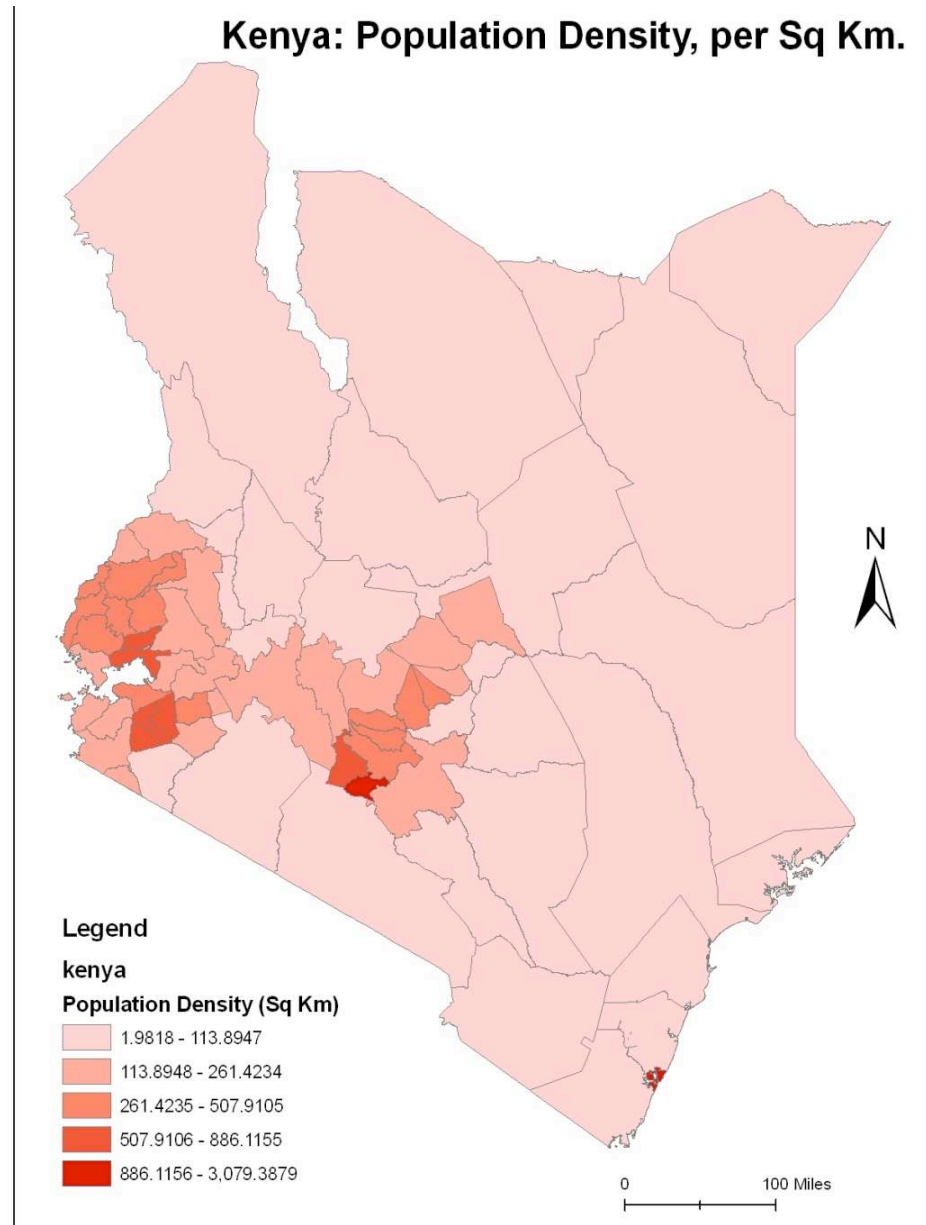 Kenya: Population Density, per Sq Km.
N
Legend
kenya
Population Density (Sq Km)
1.9818 - 113.8947
113.8948 - 261.4234
261.4235 - 507.9105
507.9106 - 886.1155
886.1156 - 3,079.3879
0 100 Miles